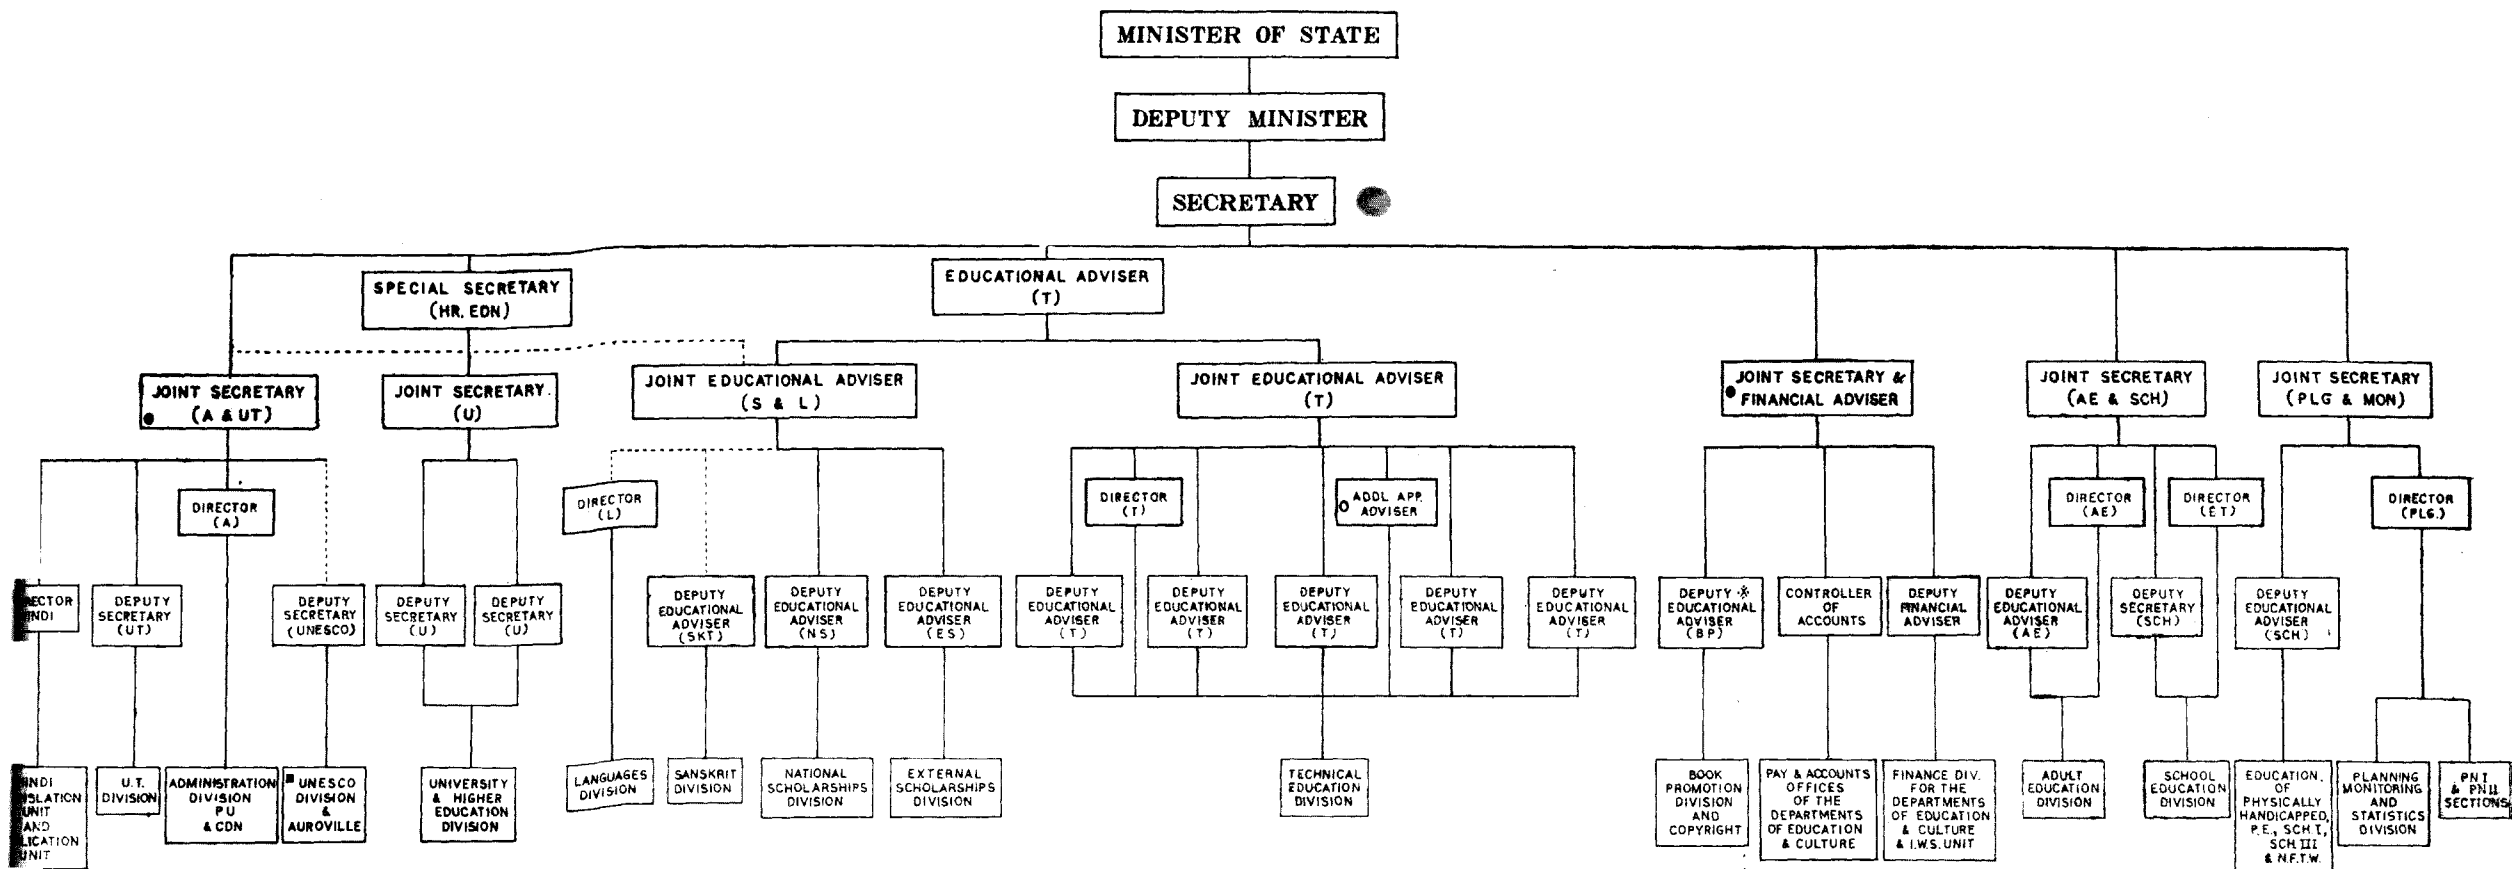 MINISTER OF STATE
DEPUTY MINISTER
SECRETARY
SPECIAL SECRETARY
(HR. EDN)
EDUCATIONAL ADVISER
(T)
JOINT SECRETARY
(A & UT)
JOINT SECRETARY.
(U)
JOINT EDUCATIONAL ADVISER
(S & L)
JOINT EDUCATIONAL ADVISER
(T)
JOINT SECRETARY &
FINANCIAL ADVISER
JOINT SECRETARY
(AE & SCH)
JOINT SECRETARY
(PLG & MON)
DIRECTOR
(A)
DIRECTOR
(L)
DIRECTOR
(T)
ADDL APP.
ADVISER
DIRECTOR
(AE)
DIRECTOR
(ET)
DIRECTOR
(PLG.)
DEPUTY
SECRETARY
(UT)
DEPUTY
SECRETARY
(UNESCO)
DEPUTY
SECRETARY
(U)
DEPUTY
SECRETARY
(U)
DEPUTY
EDUCATIONAL
ADVISER
(SKT)
DEPUTY
EDUCATIONAL
ADVISER
(NS)
DEPUTY
EDUCATIONAL
ADVISER
(ES)
DEPUTY
EDUCATIONAL
ADVISER
(T)
DEPUTY
EDUCATIONAL
ADVISER
(T)
DEPUTY
EDUCATIONAL
ADVISER
(T)
DEPUTY
EDUCATIONAL
ADVISER
(T)
DEPUTY
EDUCATIONAL
ADVISER
(T)
DEPUTY *
EDUCATIONAL
ADVISER
(BP)
CONTROLLER
OF
ACCOUNTS
DEPUTY
FINANCIAL
ADVISER
DEPUTY
EDUCATIONAL
ADVISER
(AE)
DEPUTY
SECRETARY
(SCH)
DEPUTY
EDUCATIONAL
ADVISER
(SCH)
UNIT
U.T.
DIVISION
ADMINISTRATION
DIVISION
P U
& CDN
UNESCO
DIVISION
&
AUROVILLE
UNIVERSITY
& HIGHER
EDUCATION
DIVISION
LANGUAGES
DIVISION
SANSKRIT
DIVISION
NATIONAL
SCHOLARSHIPS
DIVISION
EXTERNAL
SCHOLARSHIPS
DIVISION
TECHNICAL
EDUCATION
DIVISION
BOOK
PROMOTION
DIVISION
AND
COPYRIGHT
PAY & ACCOUNTS
OFFICES
OF THE
DEPARTMENTS
OF EDUCATION
& CULTURE
FINANCE DIV.
FOR THE
DEPARTMENTS
OF EDUCATION
& CULTURE
& I.W.S. UNIT
ADULT
EDUCATION
DIVISION
SCHOOL
EDUCATION
DIVISION
EDUCATION.
OF
PHYSICALLY
HANDICAPPED,
P.E., SCH I,
SCH III
& N.F.T.W.
PLANNING
MONITORING
AND
STATISTICS
DIVISION
PN I
& PN II
SECTIONS